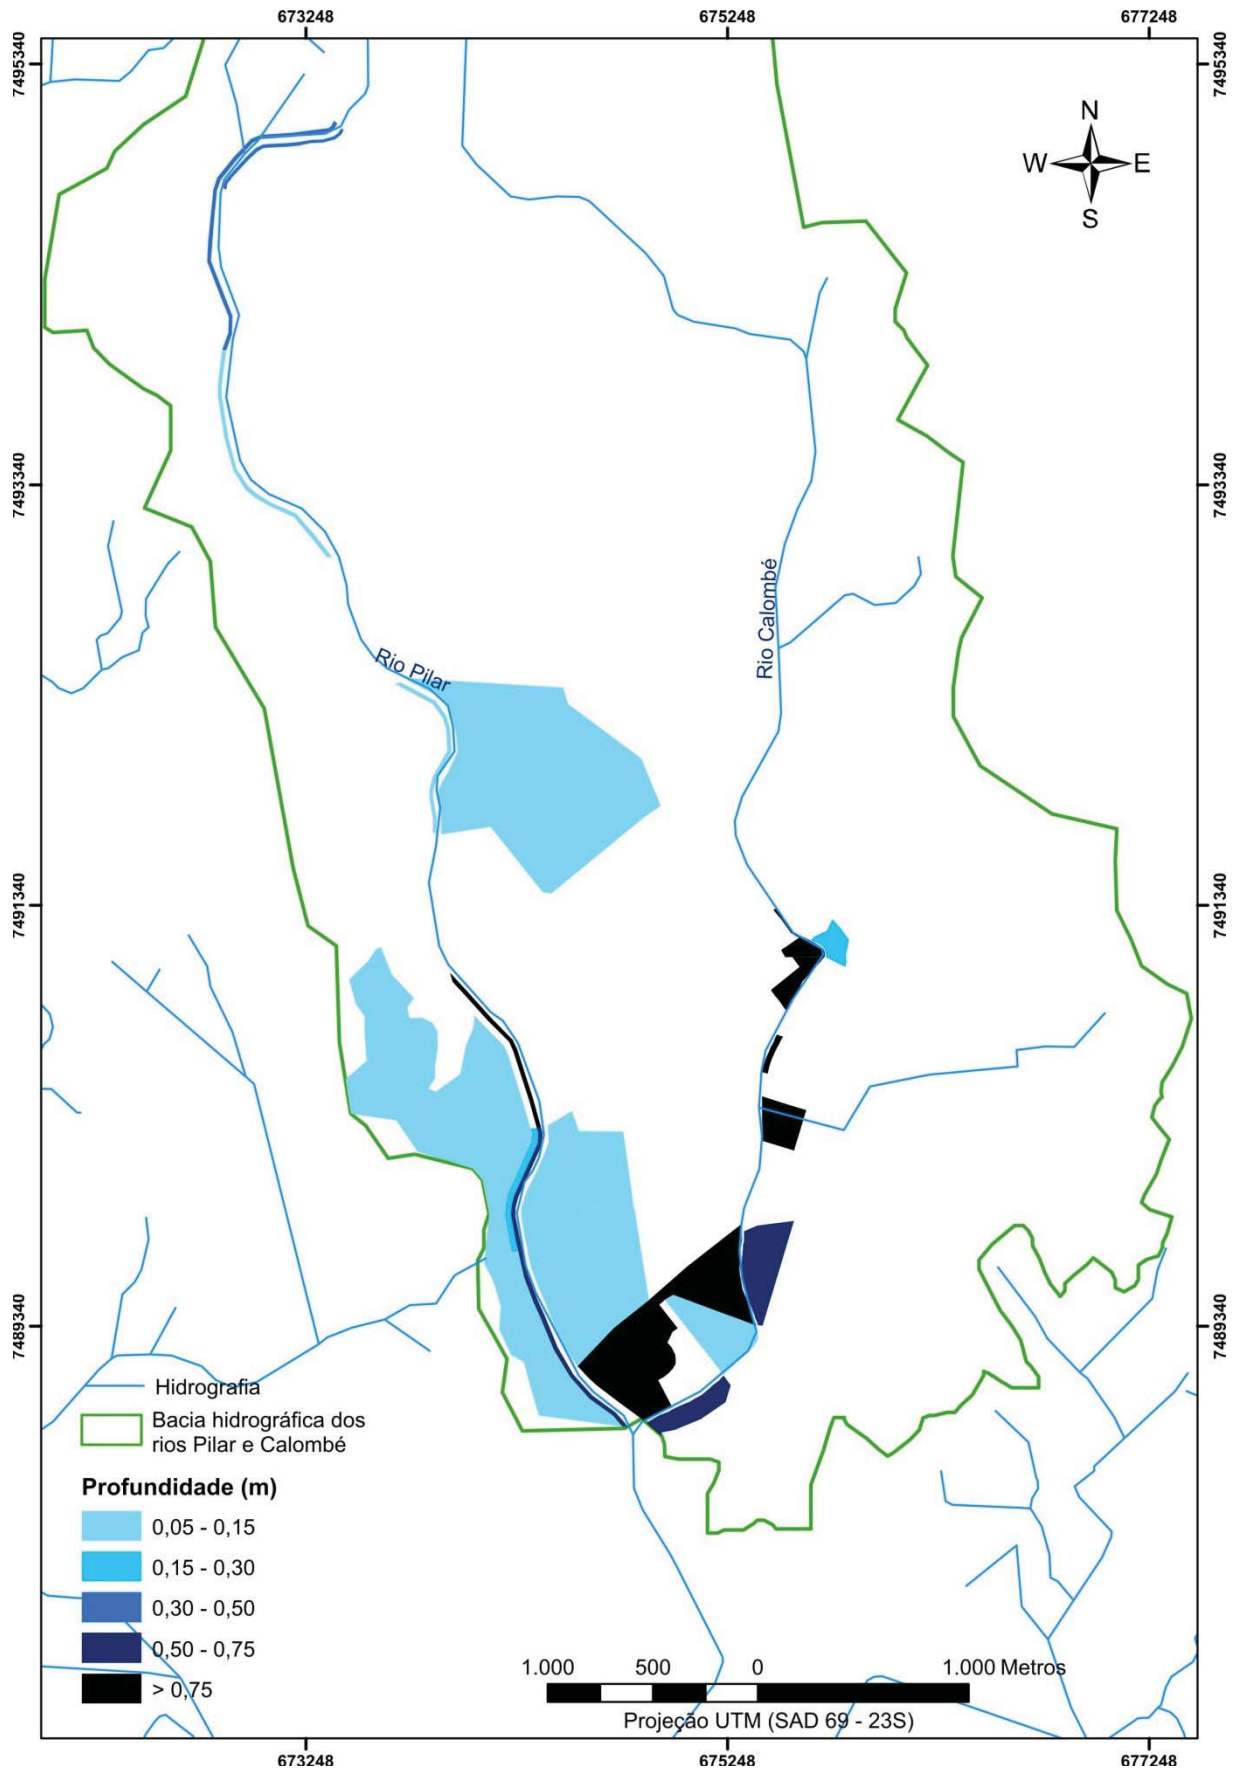 673248
675248
677248
7495340
7495340
N
W
E
S
7493340
7493340
Rio Calombé
Rio Pilar
7491340
7491340
7489340
7489340
Hidrografia
Bacia hidrográfica dos
rios Pilar e Calombé
Profundidade (m)
0,05 - 0,15
0,15 - 0,30
0,30 - 0,50
0,50 - 0,75
> 0,75
1.000 500 0 1.000 Metros
Projeção UTM (SAD 69 - 23S)
673248
675248
677248